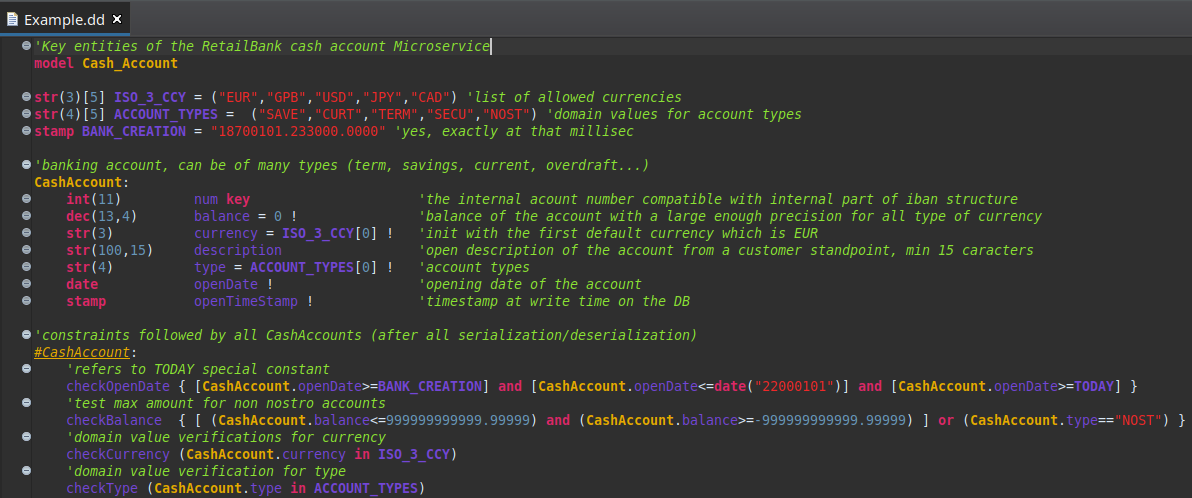 Example.dd
'Key entities of the RetailBank cash account Microservice
model Cash_Account
str(3)[5] ISO_3_CCY = ("EUR","GPB","USD","JPY","CAD") 'list of allowed currencies
str(4)[5] ACCOUNT_TYPES =  ("SAVE","CURT","TERM","SECU","NOST") 'domain values for account types
stamp BANK_CREATION = "18700101.233000.0000" 'yes, exactly at that millisec
'banking account, can be of many types (term, savings, current, overdraft...)
CashAccount:
    int(11)         num key                     'the internal acount number compatible with internal part of iban structure
    dec(13,4)       balance = 0 !               'balance of the account with a large enough precision for all type of currency
    str(3)          currency = ISO_3_CCY[0] !   'init with the first default currency which is EUR
    str(100,15)     description                 'open description of the account from a customer standpoint, min 15 caracters
    str(4)          type = ACCOUNT_TYPES[0] !   'account types
    date            openDate !                  'opening date of the account
    stamp           openTimeStamp !             'timestamp at write time on the DB
'constraints followed by all CashAccounts (after all serialization/deserialization)
#CashAccount:
    'refers to TODAY special constant
    checkOpenDate { [CashAccount.openDate>=BANK_CREATION] and [CashAccount.openDate<=date("22000101")] and [CashAccount.openDate>=TODAY] }
    'test max amount for non nostro accounts
    checkBalance  { [ (CashAccount.balance<=999999999999.99999) and (CashAccount.balance>=-999999999999.99999) ] or (CashAccount.type=="NOST") }
    'domain value verifications for currency
    checkCurrency (CashAccount.currency in ISO_3_CCY)
    'domain value verification for type
    checkType (CashAccount.type in ACCOUNT_TYPES)